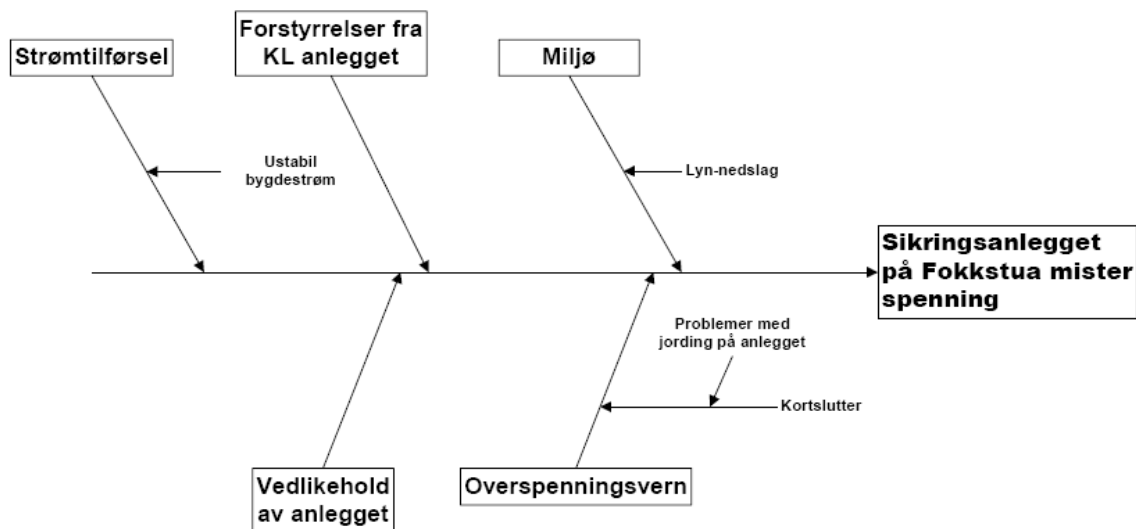 Strømtilførsel
Forstyrrelser fra
KL anlegget
Miljø
Ustabil
bygdestrøm
Lyn-nedslag
Sikringsanlegget
på Fokkstua mister
spenning
Problemer med
jording på anlegget
Kortslutter
Vedlikehold
av anlegget
Overspenningsvern